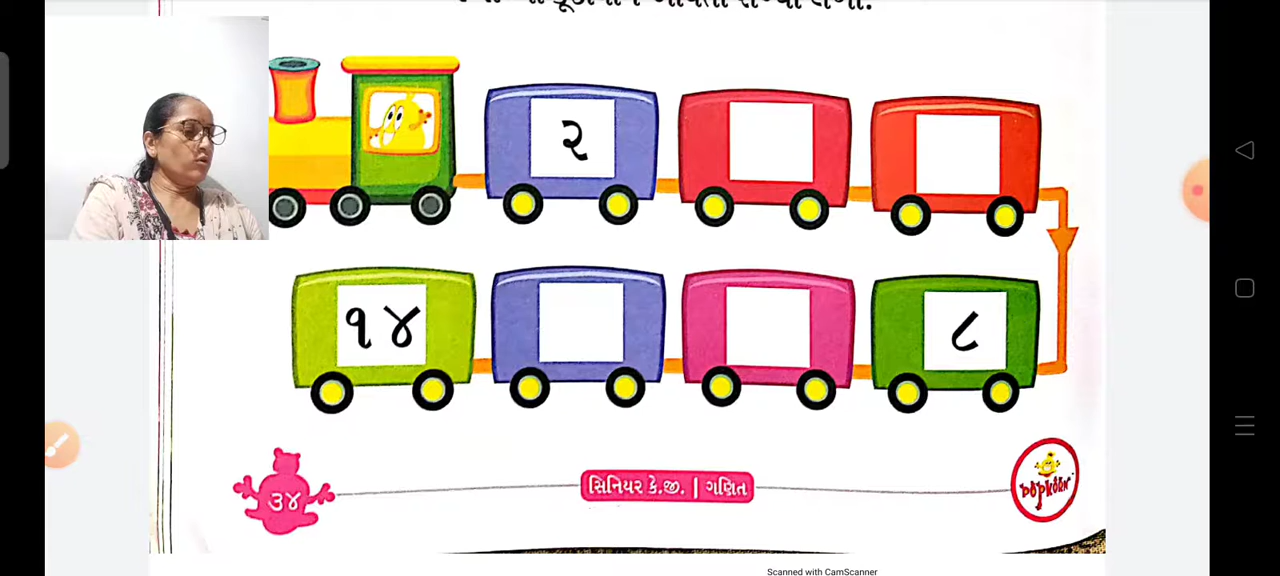 ૨
૧૪
૮
૩૪
સિનિયર કે.જી. | ગણિત
POPKORN
Scanned with CamScanner